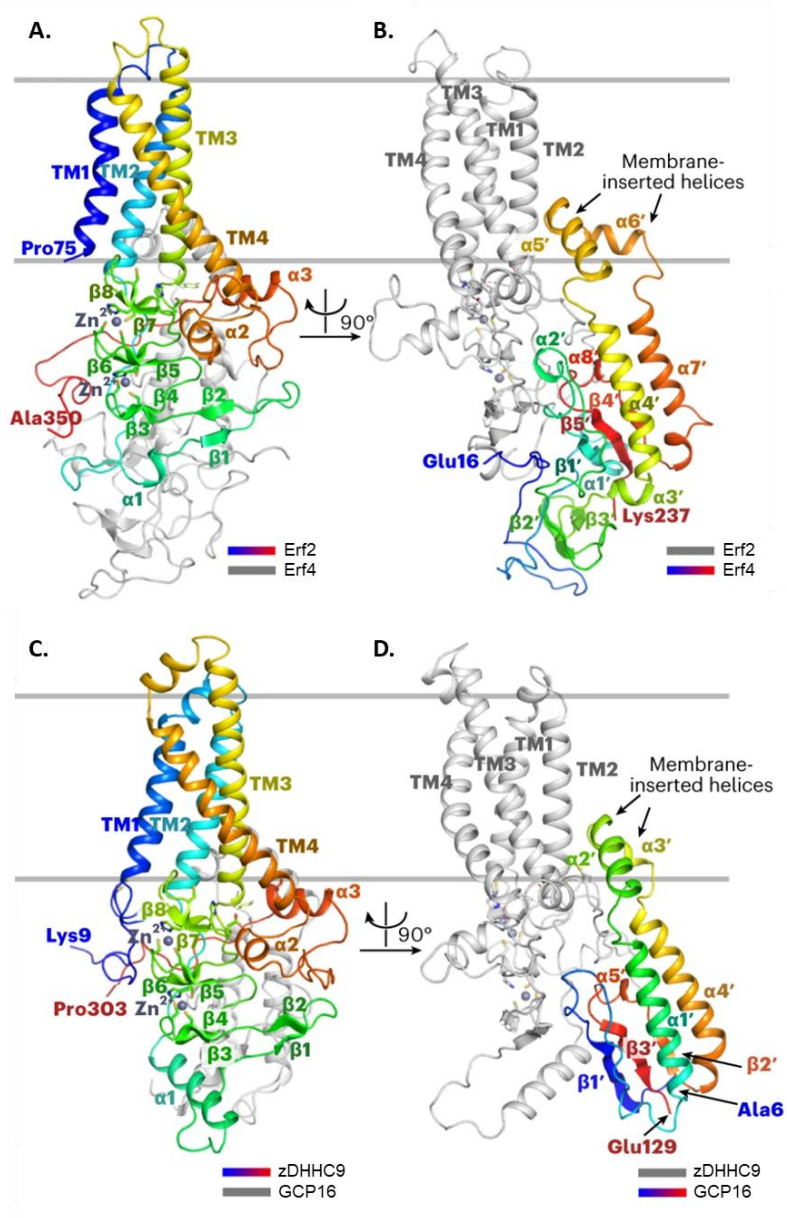 A.
B.
TM3
TM1
TM2
TM3
TM4
TM1
TM2
Membrane-
inserted helices
Pro75
TM4
α5′
α6′
β8
α3
Zn²
β7
α2
90°
α2′
α8′
α7′
β6
β5
Zn²
β4
β2
β4′
α4′
Ala350
β5′
β3
β1
Glu16
β1′
α1′
α1
β2′
β3′
α3′
Lys237
Erf2
Erf4
Erf2
Erf4
C.
D.
TM1
TM3
TM2
TM3
TM4
Membrane-
inserted helices
TM1
TM2
TM4
α2′
α3′
α3
β8
Lys9
Zn²
β7
α2
90°
Pro303
β6
β5
α5′
α4′
Zn²
β4
β2
α1′
β3
β1
β3′
β2′
β1′
α1
Ala6
Glu129
zDHHC9
GCP16
zDHHC9
GCP16